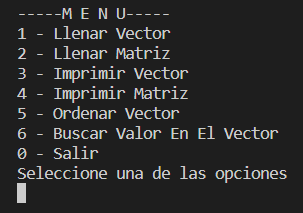 -----M E N U-----
1 - Llenar Vector
2 - Llenar Matriz
3 - Imprimir Vector
4 - Imprimir Matriz
5 - Ordenar Vector
6 - Buscar Valor En El Vector
0 - Salir
Seleccione una de las opciones